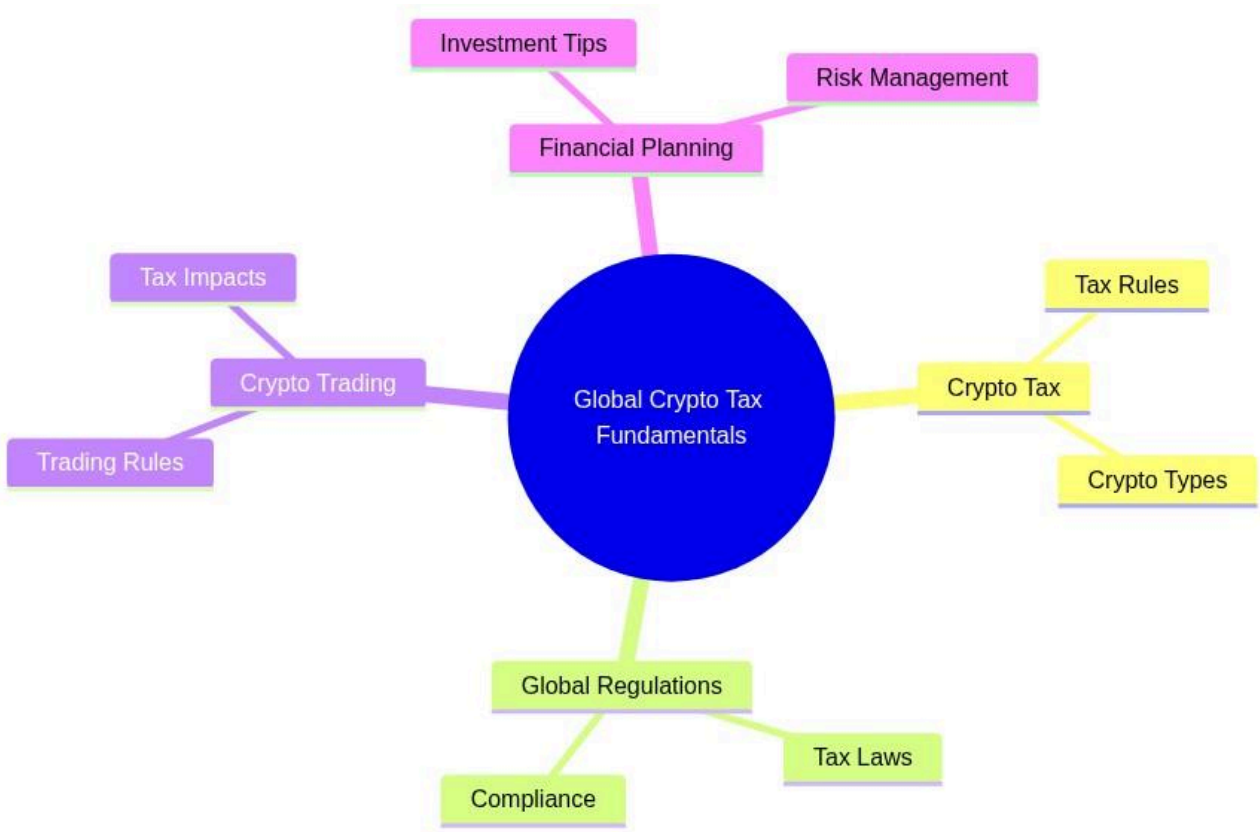 Investment Tips
Risk Management
Financial Planning
Tax Impacts
Tax Rules
Crypto Trading
Crypto Tax
Global Crypto Tax
Fundamentals
Trading Rules
Crypto Types
Global Regulations
Tax Laws
Compliance